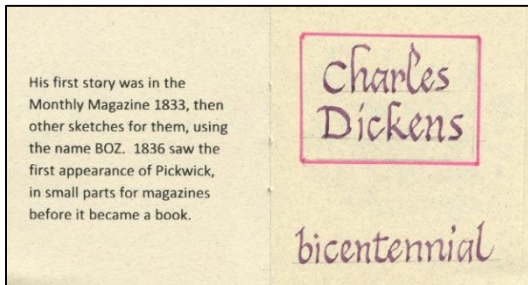 His first story was in the
Monthly Magazine 1833, then
other sketches for them, using
the name BOZ.  1836 saw the
first appearance of Pickwick,
in small parts for magazines
before it became a book.
Charles
Dickens
bicentennial